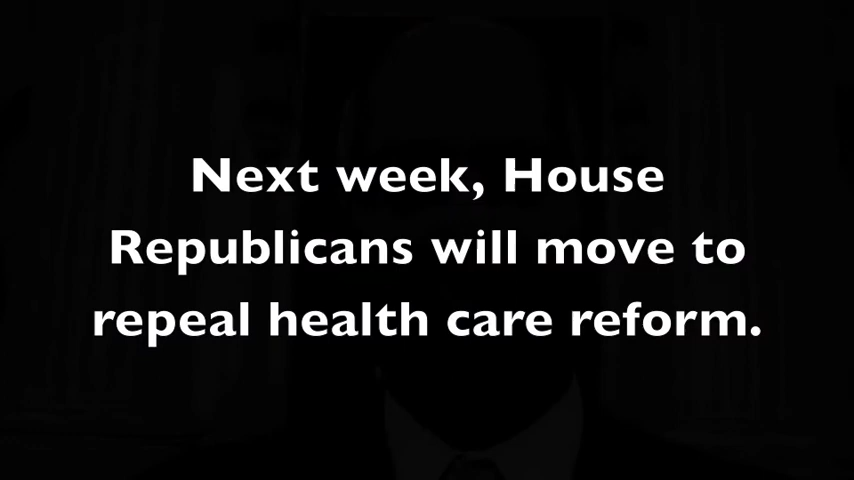 Next week, House
Republicans will move to
repeal health care reform.